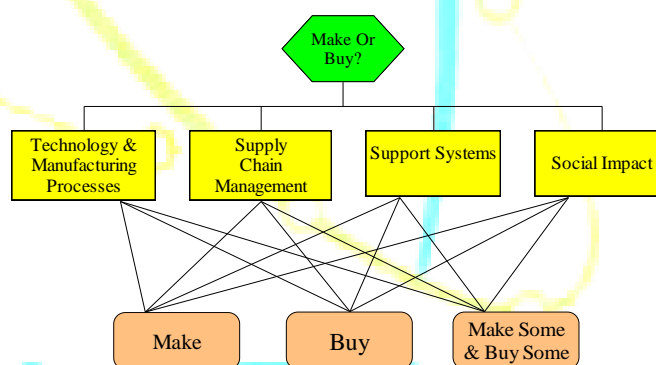 Make Or
Buy?
Technology &
Manufacturing
Processes
Supply
Chain
Management
Support Systems
Social Impact
Make
Buy
Make Some
& Buy Some